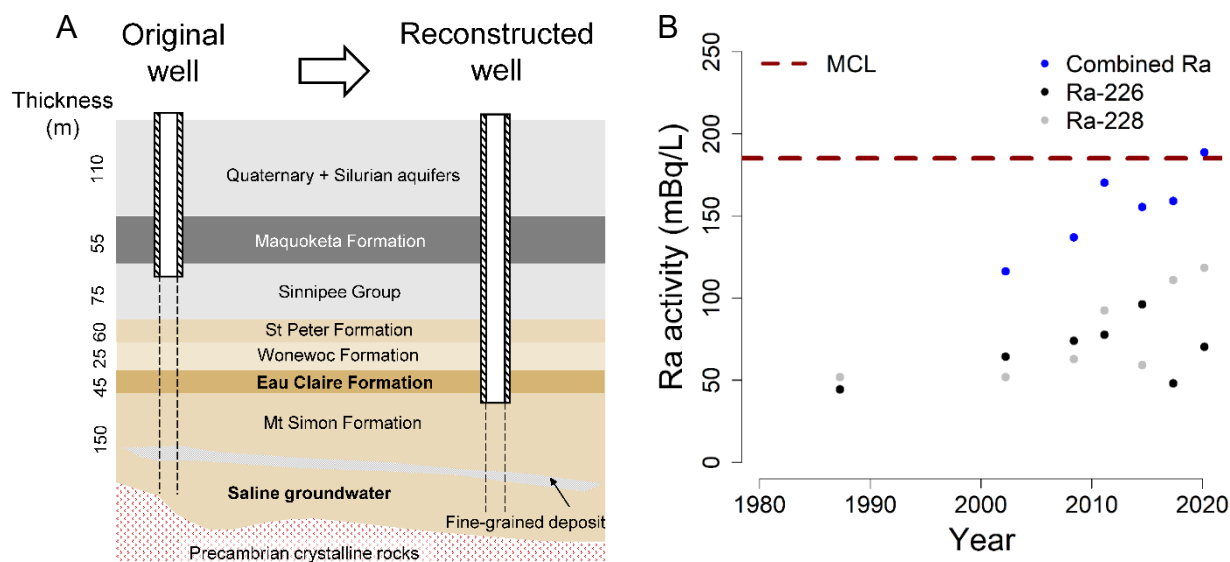 A
Original
well
Reconstructed
well
Thickness
(m)
110
55
75
60
25
45
150
Quaternary + Silurian aquifers
Maquoketa Formation
Sinnipee Group
St Peter Formation
Wonewoc Formation
Eau Claire Formation
Mt Simon Formation
Saline groundwater
Fine-grained deposit
Precambrian crystalline rocks
B
MCL
Combined Ra
Ra-226
Ra-228
Ra activity (mBq/L)
250
200
150
100
50
0
1980 1990 2000 2010 2020
Year